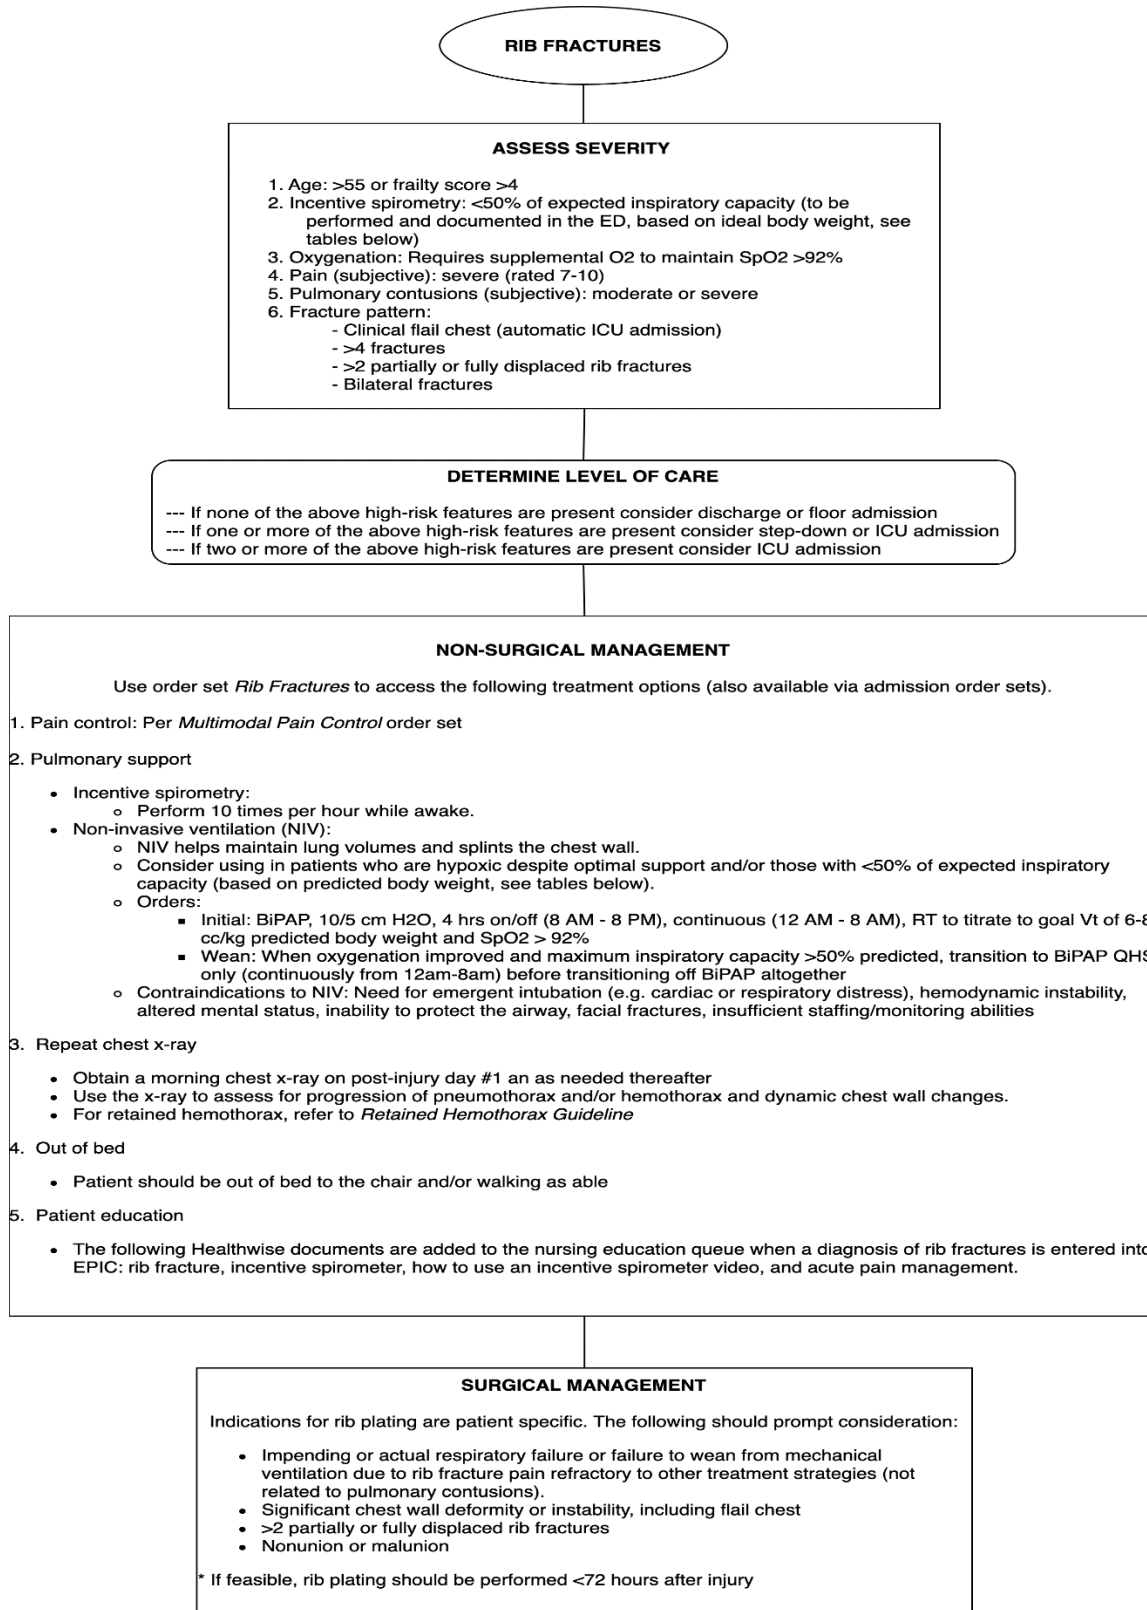 RIB FRACTURES
ASSESS SEVERITY
1. Age: >55 or frailty score >4
2. Incentive spirometry: <50% of expected inspiratory capacity (to be
performed and documented in the ED, based on ideal body weight, see
tables below)
3. Oxygenation: Requires supplemental O2 to maintain SpO2 >92%
4. Pain (subjective): severe (rated 7-10)
5. Pulmonary contusions (subjective): moderate or severe
6. Fracture pattern:
- Clinical flail chest (automatic ICU admission)
- >4 fractures
- >2 partially or fully displaced rib fractures
- Bilateral fractures
DETERMINE LEVEL OF CARE
--- If none of the above high-risk features are present consider discharge or floor admission
--- If one or more of the above high-risk features are present consider step-down or ICU admission
--- If two or more of the above high-risk features are present consider ICU admission
NON-SURGICAL MANAGEMENT
Use order set Rib Fractures to access the following treatment options (also available via admission order sets).
1. Pain control: Per Multimodal Pain Control order set
2. Pulmonary support
• Incentive spirometry:
o Perform 10 times per hour while awake.
• Non-invasive ventilation (NIV):
o NIV helps maintain lung volumes and splints the chest wall.
o Consider using in patients who are hypoxic despite optimal support and/or those with <50% of expected inspiratory
capacity (based on predicted body weight, see tables below).
o Orders:
▪ Initial: BiPAP, 10/5 cm H2O, 4 hrs on/off (8 AM - 8 PM), continuous (12 AM - 8 AM), RT to titrate to goal Vt of 6-8
cc/kg predicted body weight and SpO2 > 92%
▪ Wean: When oxygenation improved and maximum inspiratory capacity >50% predicted, transition to BiPAP QHS
only (continuously from 12am-8am) before transitioning off BiPAP altogether
o Contraindications to NIV: Need for emergent intubation (e.g. cardiac or respiratory distress), hemodynamic instability,
altered mental status, inability to protect the airway, facial fractures, insufficient staffing/monitoring abilities
3. Repeat chest x-ray
• Obtain a morning chest x-ray on post-injury day #1 an as needed thereafter
• Use the x-ray to assess for progression of pneumothorax and/or hemothorax and dynamic chest wall changes.
• For retained hemothorax, refer to Retained Hemothorax Guideline
4. Out of bed
• Patient should be out of bed to the chair and/or walking as able
5. Patient education
• The following Healthwise documents are added to the nursing education queue when a diagnosis of rib fractures is entered into
EPIC: rib fracture, incentive spirometer, how to use an incentive spirometer video, and acute pain management.
SURGICAL MANAGEMENT
Indications for rib plating are patient specific. The following should prompt consideration:
• Impending or actual respiratory failure or failure to wean from mechanical
ventilation due to rib fracture pain refractory to other treatment strategies (not
related to pulmonary contusions).
• Significant chest wall deformity or instability, including flail chest
• >2 partially or fully displaced rib fractures
• Nonunion or malunion
* If feasible, rib plating should be performed <72 hours after injury